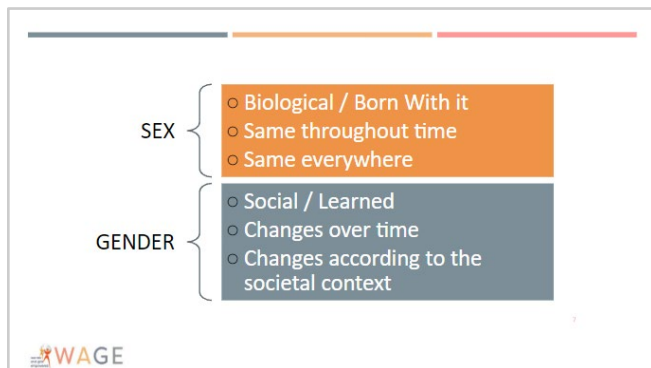 SEX
○ Biological / Born With it
○ Same throughout time
○ Same everywhere
GENDER
○ Social / Learned
○ Changes over time
○ Changes according to the
societal context
7
WAGE